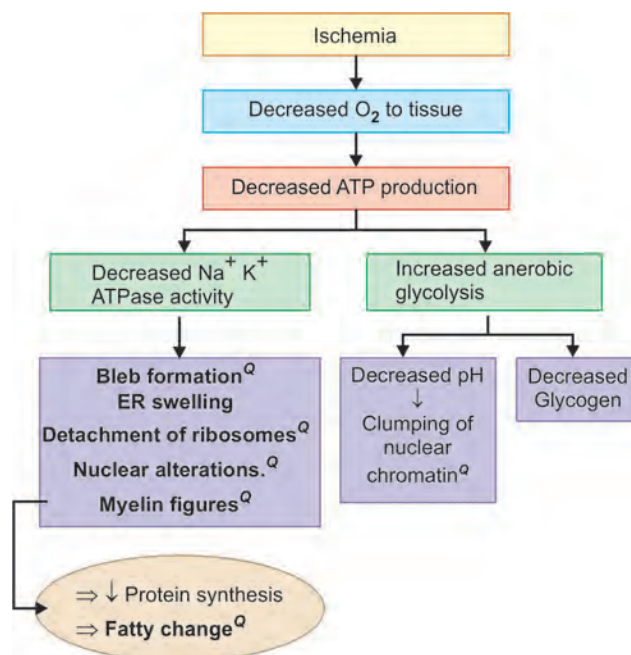 Ischemia
Decreased O₂ to tissue
Decreased ATP production
Decreased Na⁺ K⁺
ATPase activity
Increased anerobic
glycolysis
Bleb formationQ
ER swelling
Detachment of ribosomesQ
Nuclear alterations.Q
Myelin figuresQ
Decreased pH
↓
Clumping of
nuclear
chromatinQ
Decreased
Glycogen
⇒ ↓ Protein synthesis
⇒ Fatty changeQ